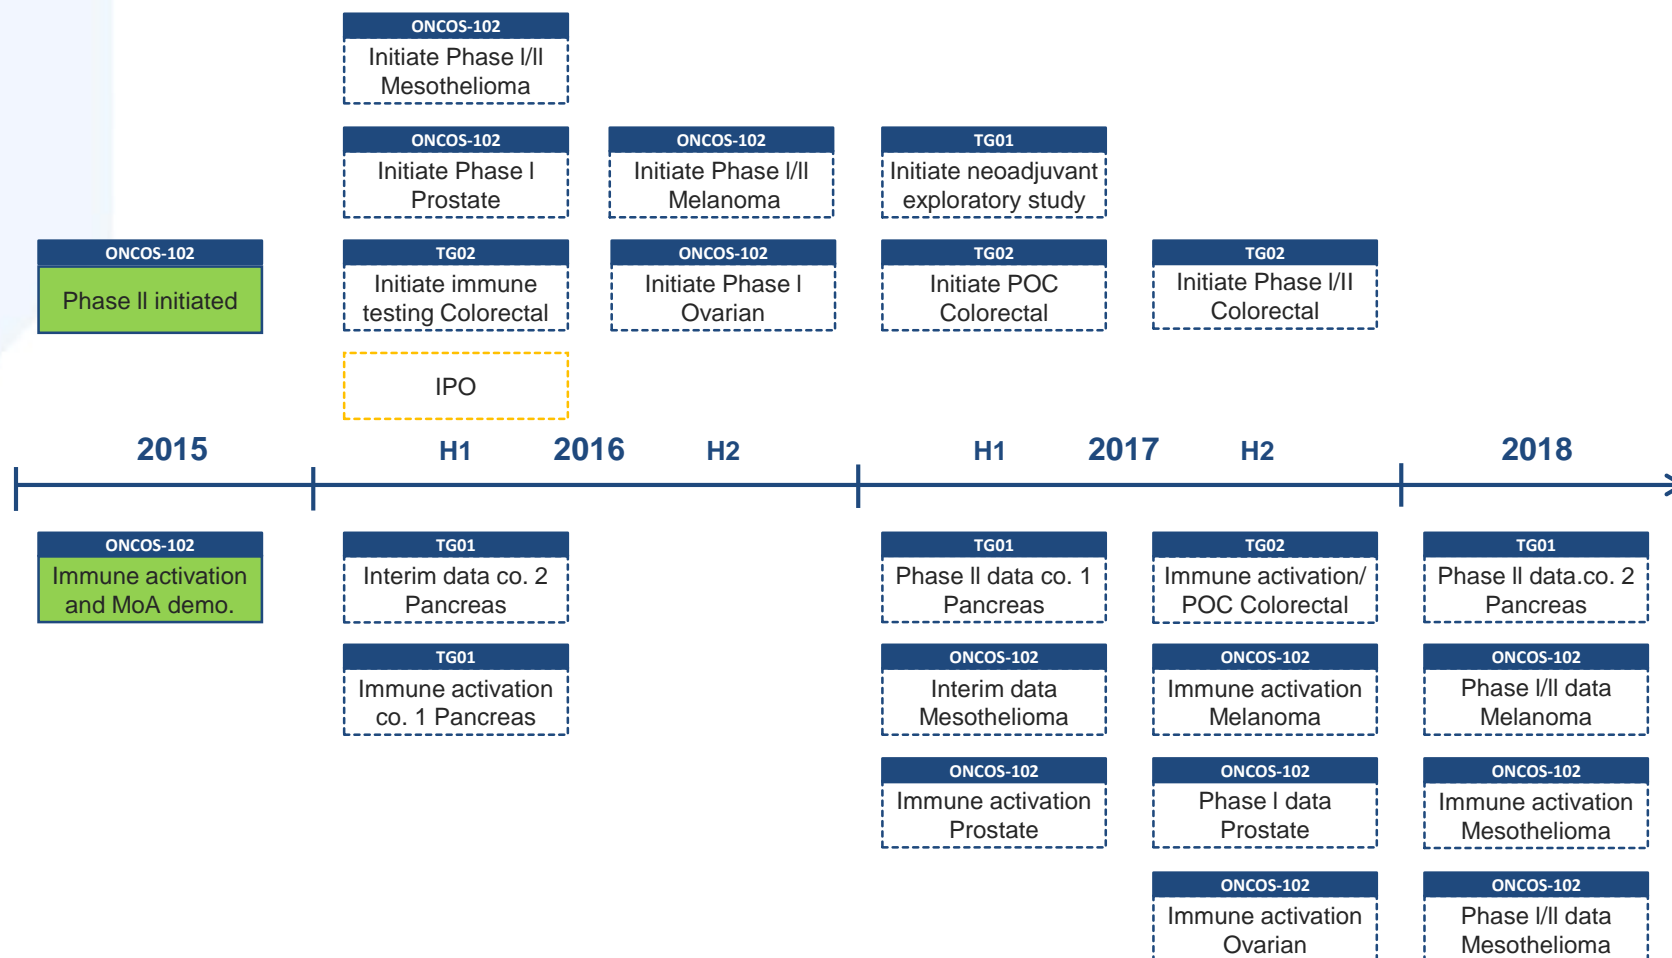 ONCOS-102
Initiate Phase I/II
Mesothelioma
ONCOS-102
Initiate Phase I
Prostate
ONCOS-102
Initiate Phase I/II
Melanoma
TG01
Initiate neoadjuvant
exploratory study
ONCOS-102
Phase II initiated
TG02
Initiate immune
testing Colorectal
ONCOS-102
Initiate Phase I
Ovarian
TG02
Initiate POC
Colorectal
TG02
Initiate Phase I/II
Colorectal
IPO
2015 H1 2016 H2 H1 2017 H2 2018
ONCOS-102
Immune activation
and MoA demo.
TG01
Interim data co. 2
Pancreas
TG01
Phase II data co. 1
Pancreas
TG02
Immune activation/
POC Colorectal
TG01
Phase II data.co. 2
Pancreas
TG01
Immune activation
co. 1 Pancreas
ONCOS-102
Interim data
Mesothelioma
ONCOS-102
Immune activation
Melanoma
ONCOS-102
Phase I/II data
Melanoma
ONCOS-102
Immune activation
Prostate
ONCOS-102
Phase I data
Prostate
ONCOS-102
Immune activation
Mesothelioma
ONCOS-102
Immune activation
Ovarian
ONCOS-102
Phase I/II data
Mesothelioma